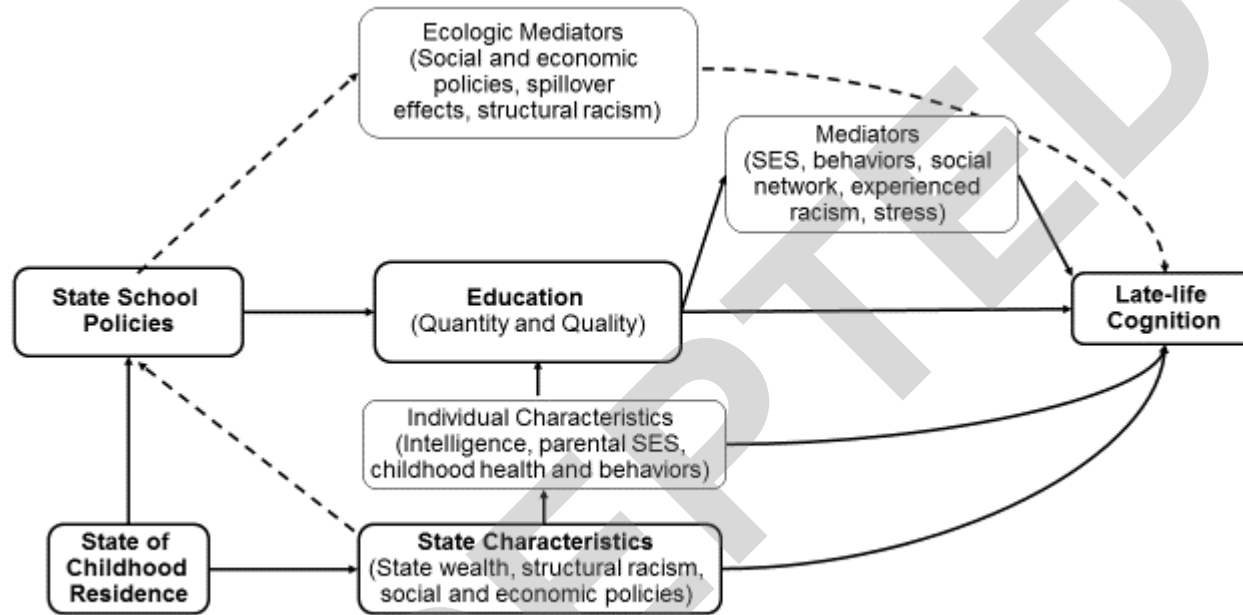 Ecologic Mediators
(Social and economic
policies, spillover
effects, structural racism)
Mediators
(SES, behaviors, social
network, experienced
racism, stress)
State School
Policies
Education
(Quantity and Quality)
Late-life
Cognition
Individual Characteristics
(Intelligence, parental SES,
childhood health and behaviors)
State of
Childhood
Residence
State Characteristics
(State wealth, structural racism,
social and economic policies)
EPTED